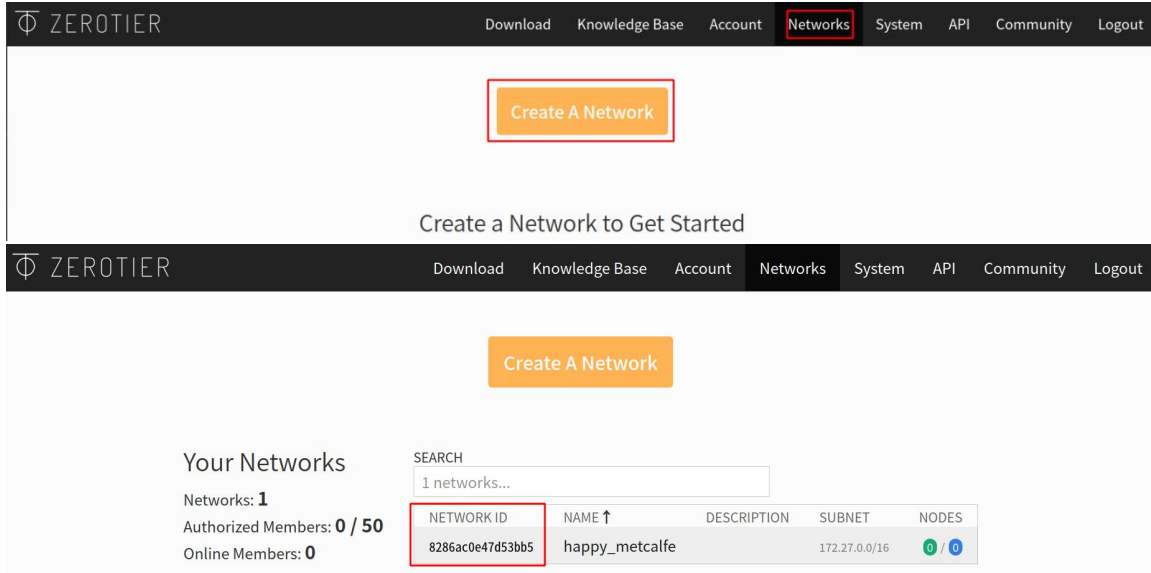 ZEROTIER Download Knowledge Base Account Networks System API Community Logout
Create A Network
Create a Network to Get Started
ZEROTIER Download Knowledge Base Account Networks System API Community Logout
Create A Network
Your Networks
Networks: 1
Authorized Members: 0 / 50
Online Members: 0
SEARCH
1 networks...
NETWORK ID NAME ↑ DESCRIPTION SUBNET NODES
8286ac0e47d53bb5 happy_metcalfe 172.27.0.0/16 0 / 0